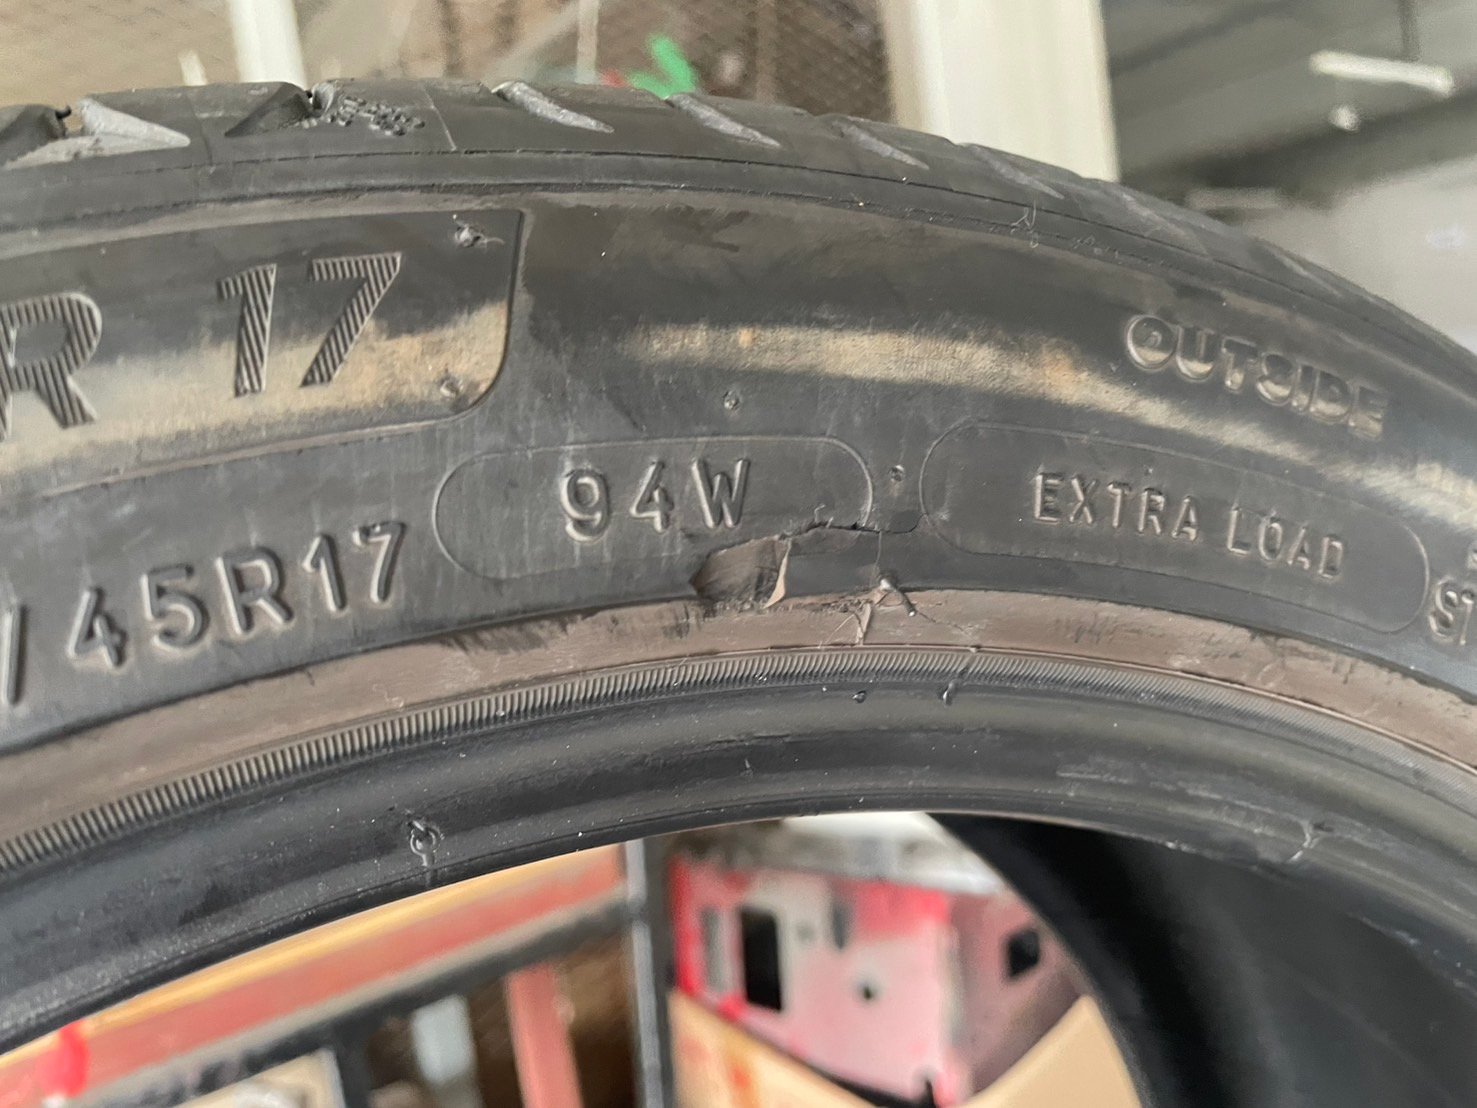 R 17
OUTSIDE
/45R17
94W
EXTRA LOAD